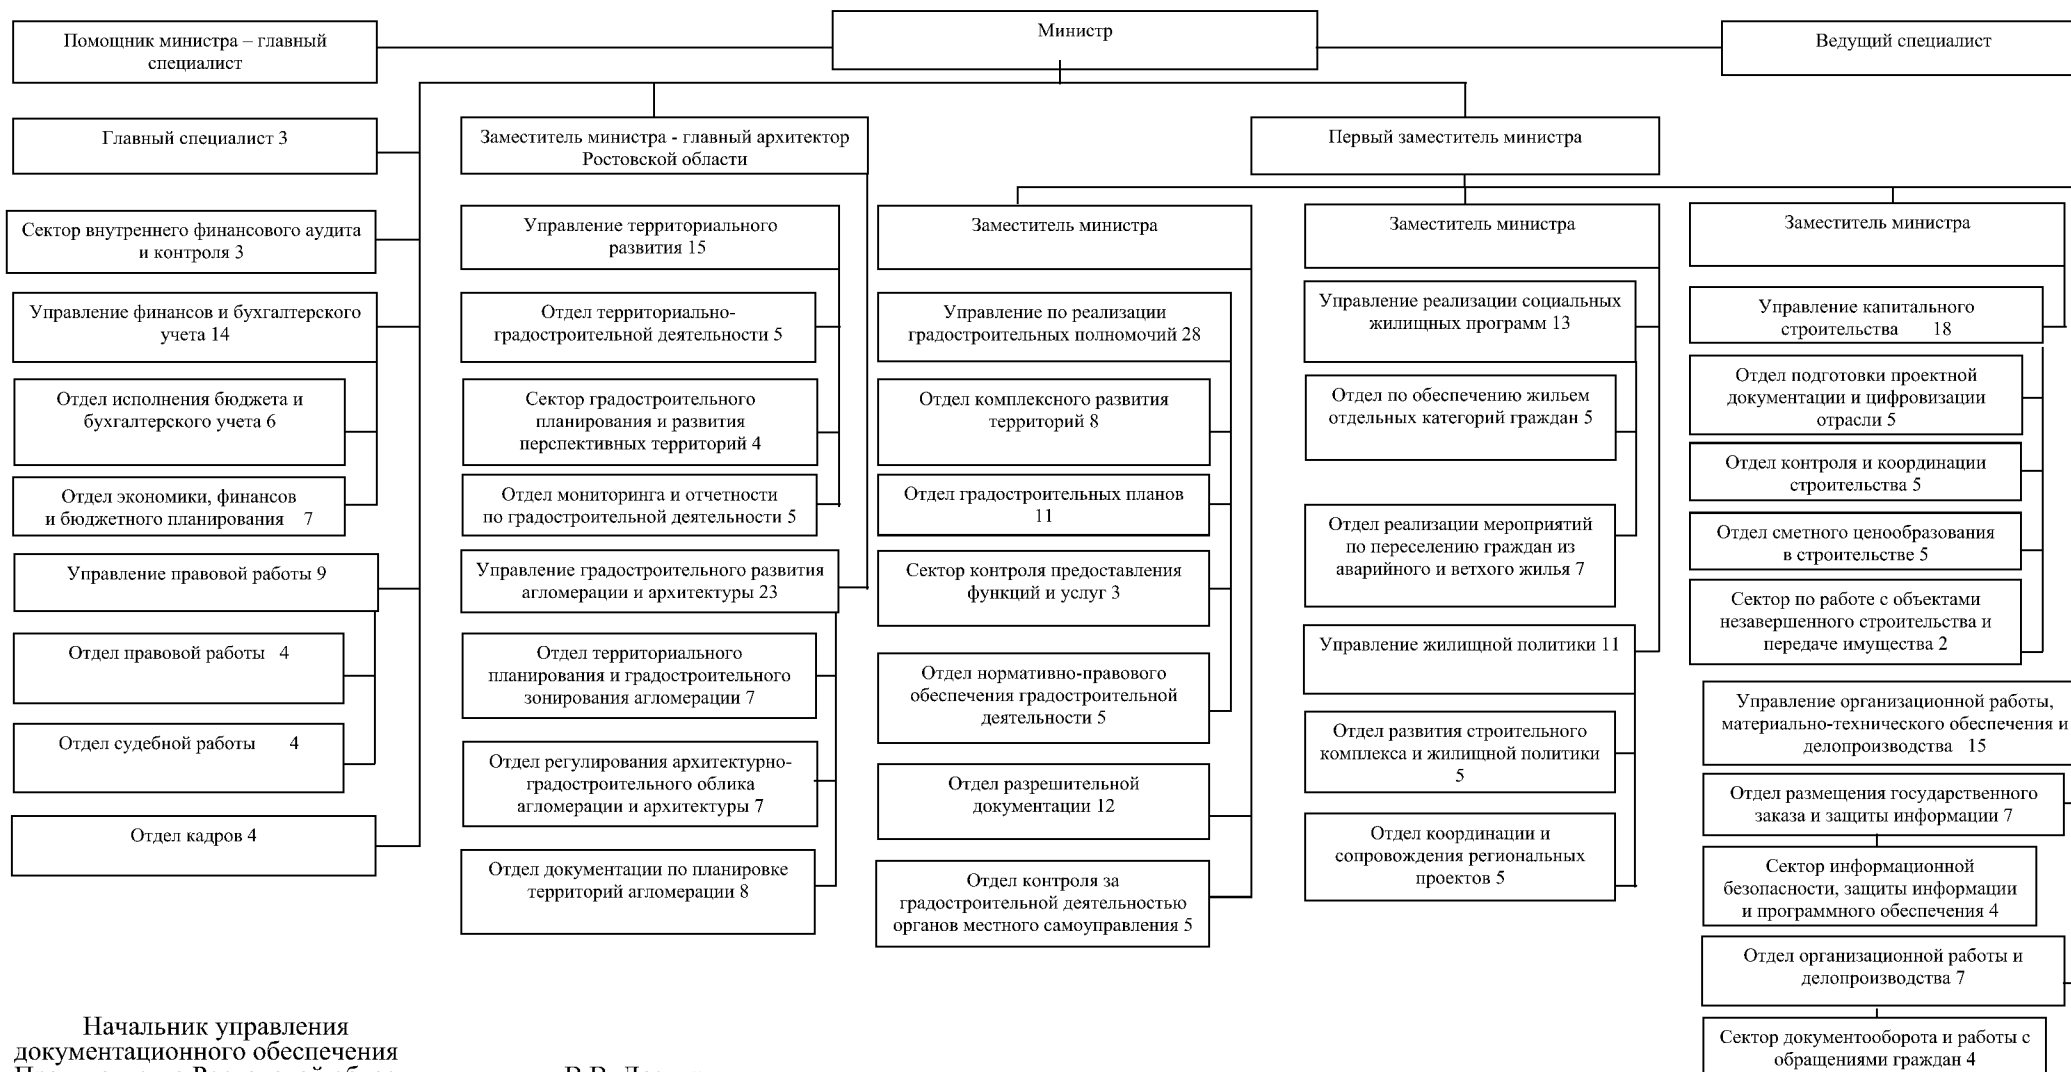 Помощник министра – главный
специалист
Министр
Ведущий специалист
Главный специалист 3
Заместитель министра - главный архитектор
Ростовской области
Первый заместитель министра
Сектор внутреннего финансового аудита
и контроля 3
Управление финансов и бухгалтерского
учета 14
Отдел исполнения бюджета и
бухгалтерского учета 6
Отдел экономики, финансов
и бюджетного планирования 7
Управление правовой работы 9
Отдел правовой работы 4
Отдел судебной работы 4
Отдел кадров 4
Управление территориального
развития 15
Отдел территориально-
градостроительной деятельности 5
Сектор градостроительного
планирования и развития
перспективных территорий 4
Отдел мониторинга и отчетности
по градостроительной деятельности 5
Управление градостроительного развития
агломерации и архитектуры 23
Отдел территориального
планирования и градостроительного
зонирования агломерации 7
Отдел регулирования архитектурно-
градостроительного облика
агломерации и архитектуры 7
Отдел документации по планировке
территорий агломерации 8
Заместитель министра
Управление по реализации
градостроительных полномочий 28
Отдел комплексного развития
территорий 8
Отдел градостроительных планов
11
Сектор контроля предоставления
функций и услуг 3
Отдел нормативно-правового
обеспечения градостроительной
деятельности 5
Отдел разрешительной
документации 12
Отдел контроля за
градостроительной деятельностью
органов местного самоуправления 5
Заместитель министра
Управление реализации социальных
жилищных программ 13
Отдел по обеспечению жильем
отдельных категорий граждан 5
Отдел реализации мероприятий
по переселению граждан из
аварийного и ветхого жилья 7
Управление жилищной политики 11
Отдел развития строительного
комплекса и жилищной политики
5
Отдел координации и
сопровождения региональных
проектов 5
Заместитель министра
Управление капитального
строительства 18
Отдел подготовки проектной
документации и цифровизации
отрасли 5
Отдел контроля и координации
строительства 5
Отдел сметного ценообразования
в строительстве 5
Сектор по работе с объектами
незавершенного строительства и
передаче имущества 2
Управление организационной работы,
материально-технического обеспечения и
делопроизводства 15
Отдел размещения государственного
заказа и защиты информации 7
Сектор информационной
безопасности, защиты информации
и программного обеспечения 4
Отдел организационной работы и
делопроизводства 7
Сектор документооборота и работы с
обращениями граждан 4
Начальник управления
документационного обеспечения